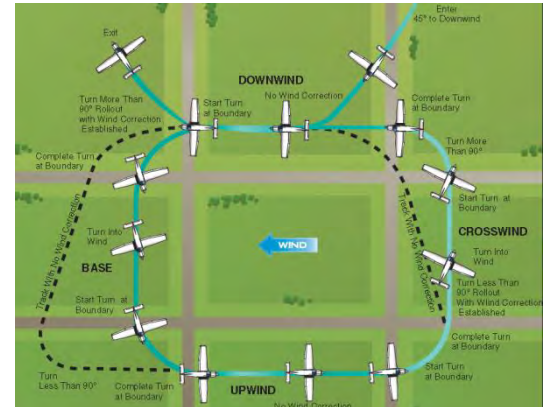 Enter
45° to Downwind
Exit
DOWNWIND
Turn More Than
90° Rollout
with Wind Correction
Established
Start Turn
at Boundary
No Wind Correction
Complete Turn
at Boundary
Turn More
Than 90°
Complete Turn
at Boundary
Start Turn at
Boundary
Track With No Wind Correction
Track With No Wind Correction
Turn Into
Wind
WIND
CROSSWIND
BASE
Turn Into
Wind
Turn Less Than
90° Rollout
with Wind Correction
Established
Start Turn at
Boundary
Complete Turn
at Boundary
Turn
Less Than 90°
Complete Turn
at Boundary
UPWIND
Start Turn
at Boundary
No Wind Correction